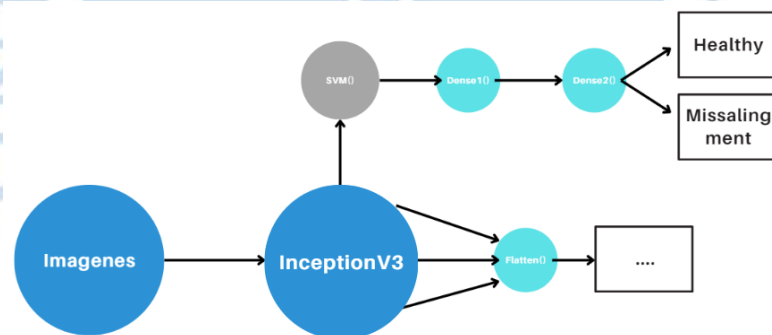 Healthy
SVM()
Dense1()
Dense2()
Missaling
ment
Imagenes
InceptionV3
Flatten()
....